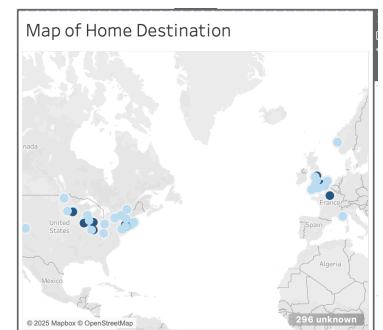 Map of Home Destination
nada
United
States
Mexico
France
Spain
Algeria
© 2025 Mapbox © OpenStreetMap
296 unknown